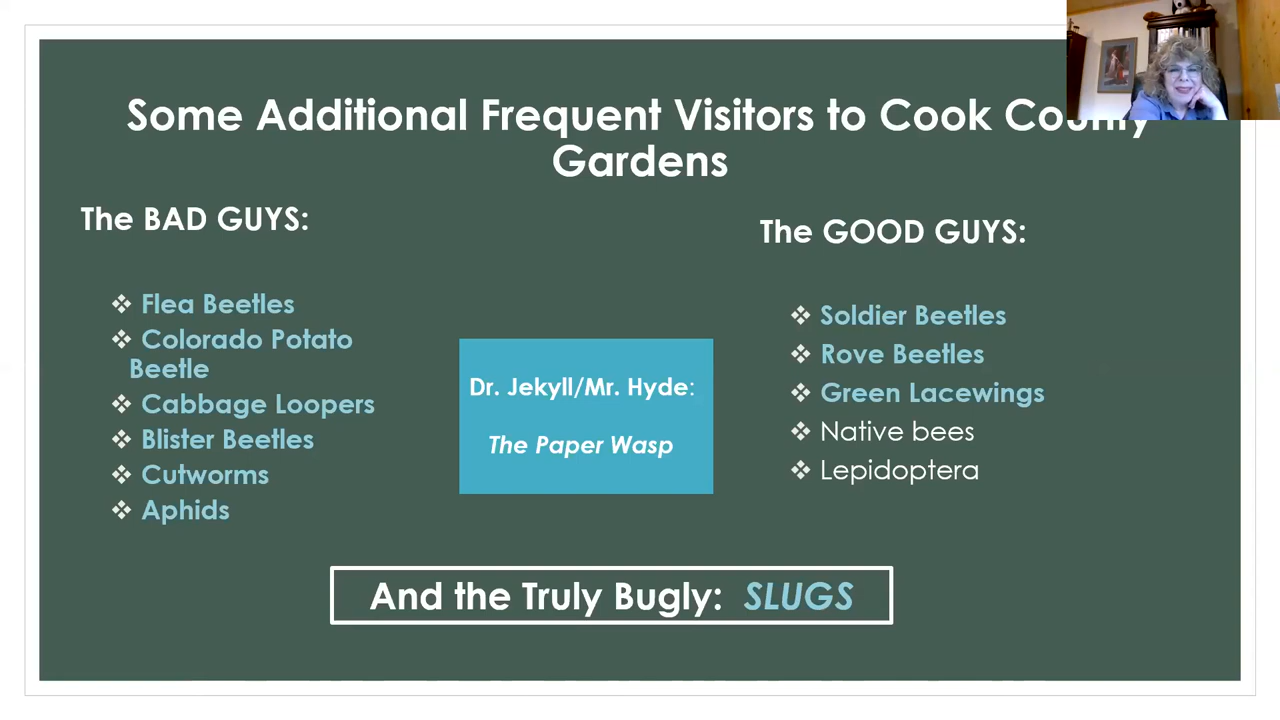 Some Additional Frequent Visitors to Cook County
Gardens
The BAD GUYS:
❖ Flea Beetles
❖ Colorado Potato
Beetle
❖ Cabbage Loopers
❖ Blister Beetles
❖ Cutworms
❖ Aphids
Dr. Jekyll/Mr. Hyde:
The Paper Wasp
The GOOD GUYS:
❖ Soldier Beetles
❖ Rove Beetles
❖ Green Lacewings
❖ Native bees
❖ Lepidoptera
And the Truly Bugly: SLUGS